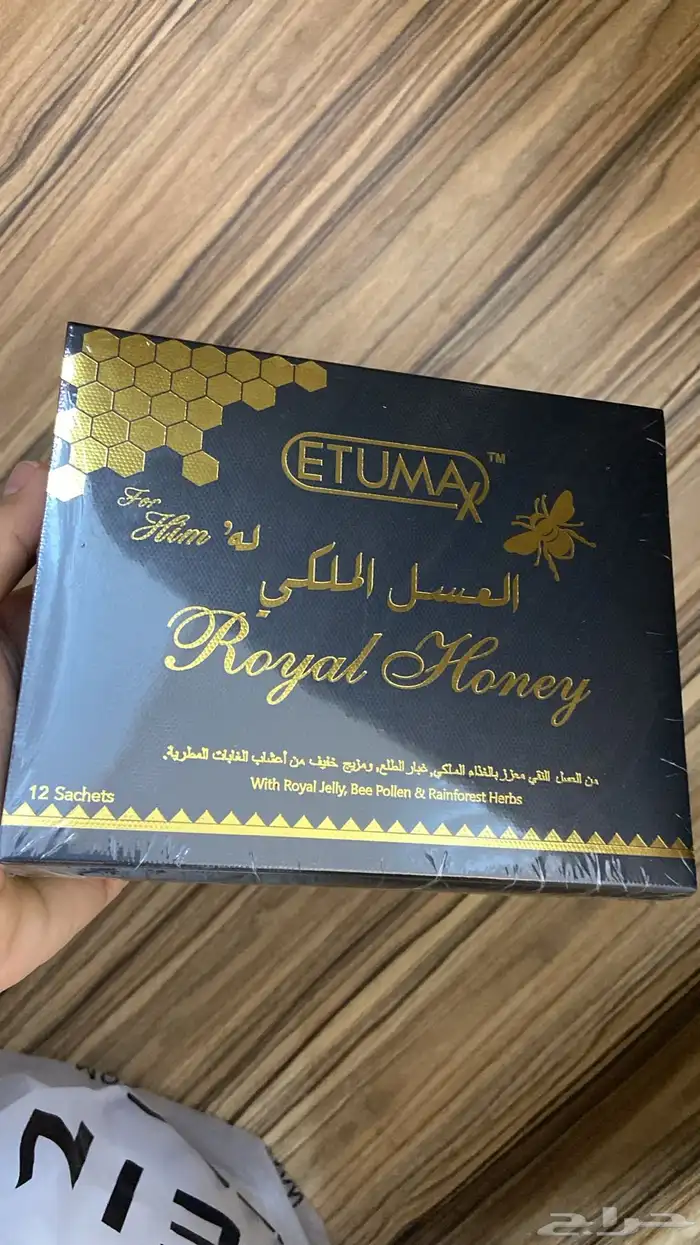 ETUMAX™
For
Him له'
العسل الملكي
Royal Honey
من العسل النقي معزز بالغذاء الملكي, غبار الطلع, ومزيج خفيف من أعشاب الغابات المطرية.
With Royal Jelly, Bee Pollen & Rainforest Herbs
12 Sachets
حراج